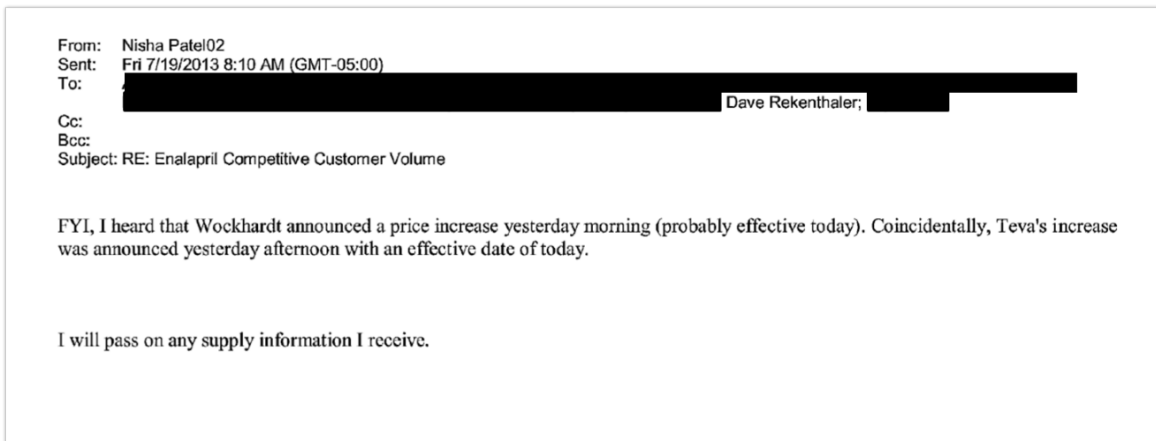 From: Nisha Patel02
Sent: Fri 7/19/2013 8:10 AM (GMT-05:00)
To:
Dave Rekenthaler;
Cc:
Bcc:
Subject: RE: Enalapril Competitive Customer Volume
FYI, I heard that Wockhardt announced a price increase yesterday morning (probably effective today). Coincidentally, Teva's increase
was announced yesterday afternoon with an effective date of today.
I will pass on any supply information I receive.